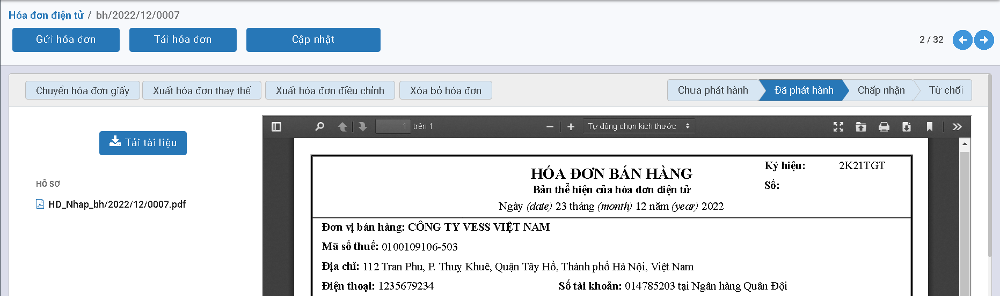 Hóa đơn điện tử / bh/2022/12/0007
Gửi hóa đơn
Tải hóa đơn
Cập nhật
2 / 32
Chuyển hóa đơn giấy
Xuất hóa đơn thay thế
Xuất hóa đơn điều chỉnh
Xóa bỏ hóa đơn
Chưa phát hành
Đã phát hành
Chấp nhận
Từ chối
Tải tài liệu
HỒ SƠ
HD_Nhap_bh/2022/12/0007.pdf
1 trên 1
Tự động chọn kích thước
HÓA ĐƠN BÁN HÀNG
Bản thể hiện của hóa đơn điện tử
Ngày (date) 23 tháng (month) 12 năm (year) 2022
Ký hiệu: 2K21TGT
Số:
Đơn vị bán hàng: CÔNG TY VESS VIỆT NAM
Mã số thuế: 0100109106-503
Địa chỉ: 112 Tran Phu, P. Thuỵ Khuê, Quận Tây Hồ, Thành phố Hà Nội, Việt Nam
Điện thoại: 1235679234 Số tài khoản: 014785203 tại Ngân hàng Quân Đội